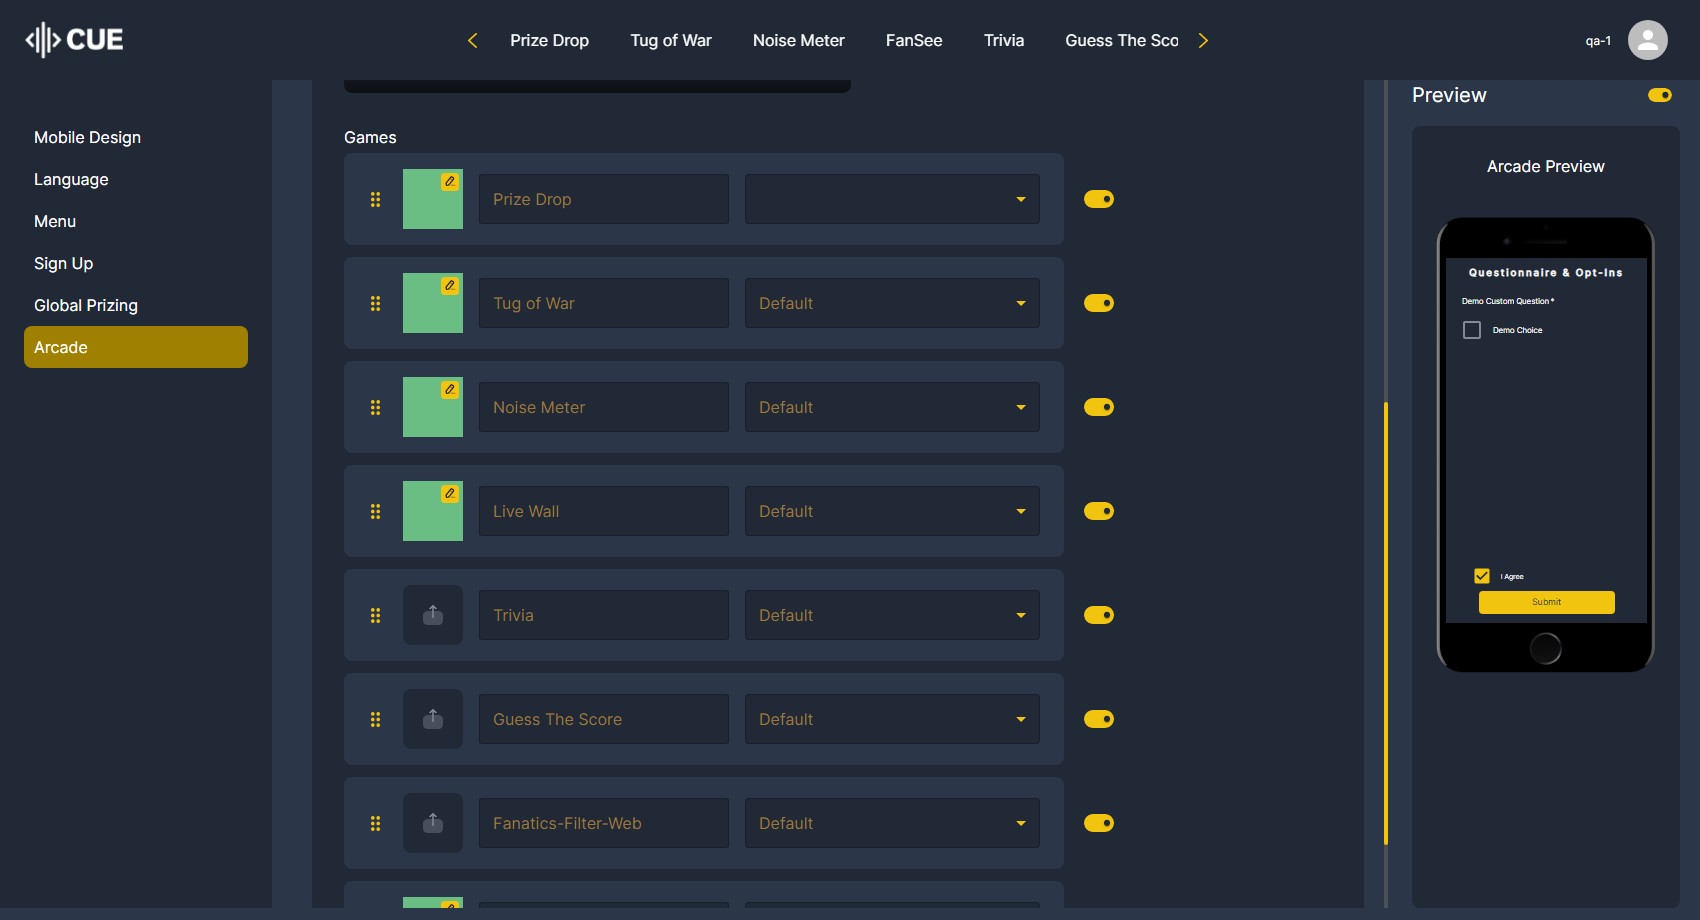 CUE
Prize Drop
Tug of War
Noise Meter
FanSee
Trivia
Guess The Sco
qa-1
Mobile Design
Language
Menu
Sign Up
Global Prizing
Arcade
Games
Prize Drop
Tug of War
Default
Noise Meter
Default
Live Wall
Default
Trivia
Default
Guess The Score
Default
Fanatics-Filter-Web
Default
Preview
Arcade Preview
Questionnaire & Opt-Ins
Demo Custom Question *
Demo Choice
I Agree
Submit